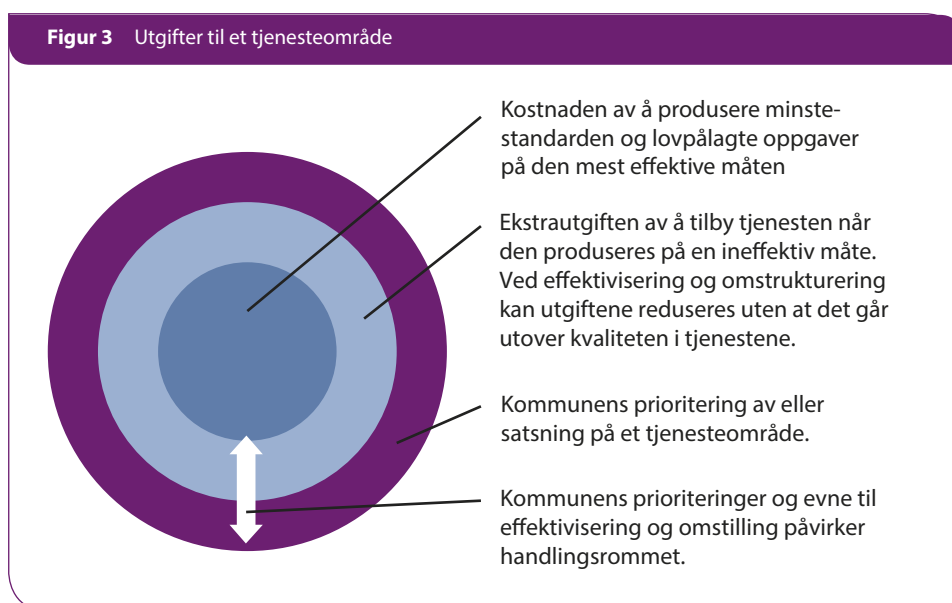 Figur 3 Utgifter til et tjenesteområde
Kostnaden av å produsere minste-
standarden og lovpålagte oppgaver
på den mest effektive måten
Ekstrautgiften av å tilby tjenesten når
den produseres på en ineffektiv måte.
Ved effektivisering og omstrukturering
kan utgiftene reduseres uten at det går
utover kvaliteten i tjenestene.
Kommunens prioritering av eller
satsning på et tjenesteområde.
Kommunens prioriteringer og evne til
effektivisering og omstilling påvirker
handlingsrommet.